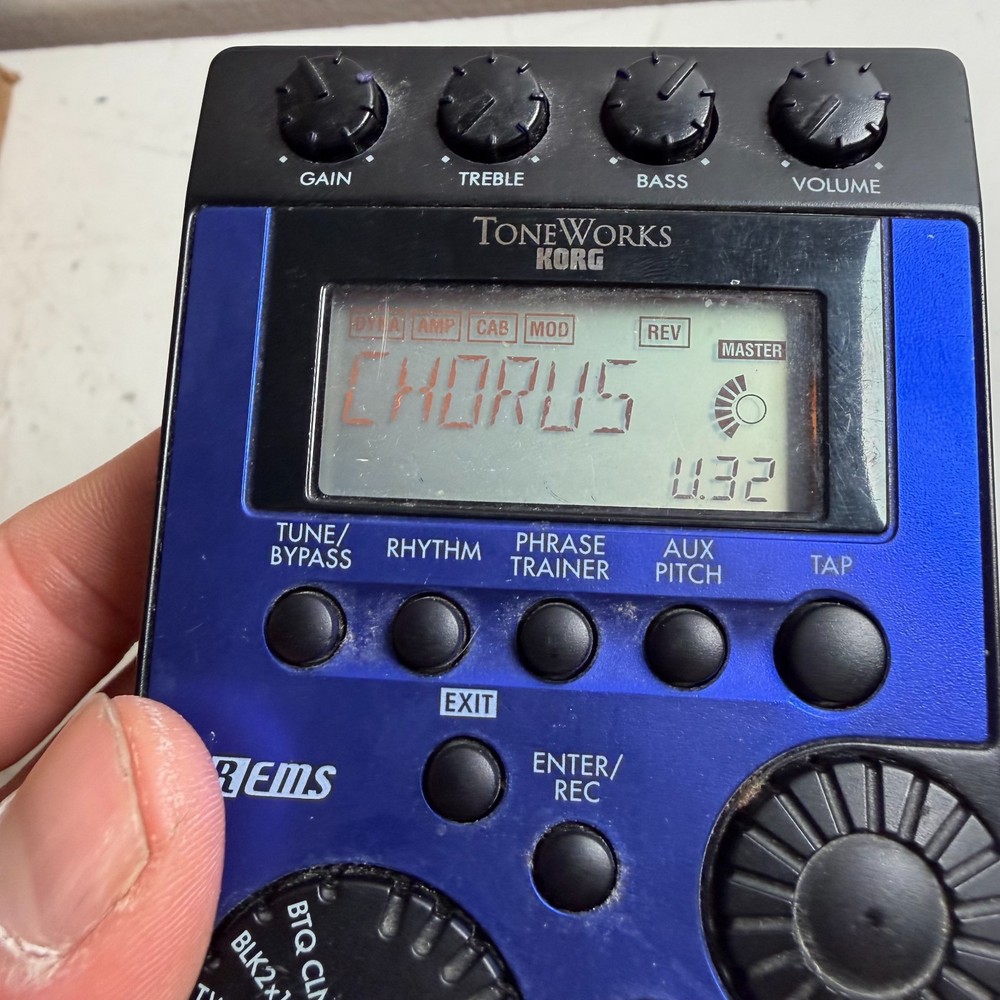 GAIN TREBLE BASS VOLUME
TONEWORKS
KORG
DYNA AMP CAB MOD REV
MASTER
CHORUS
U.32
TUNE/
BYPASS
RHYTHM
PHRASE
TRAINER
AUX
PITCH
TAP
EXIT
REMS
ENTER/
REC
BTQ CLN
BLK2x1